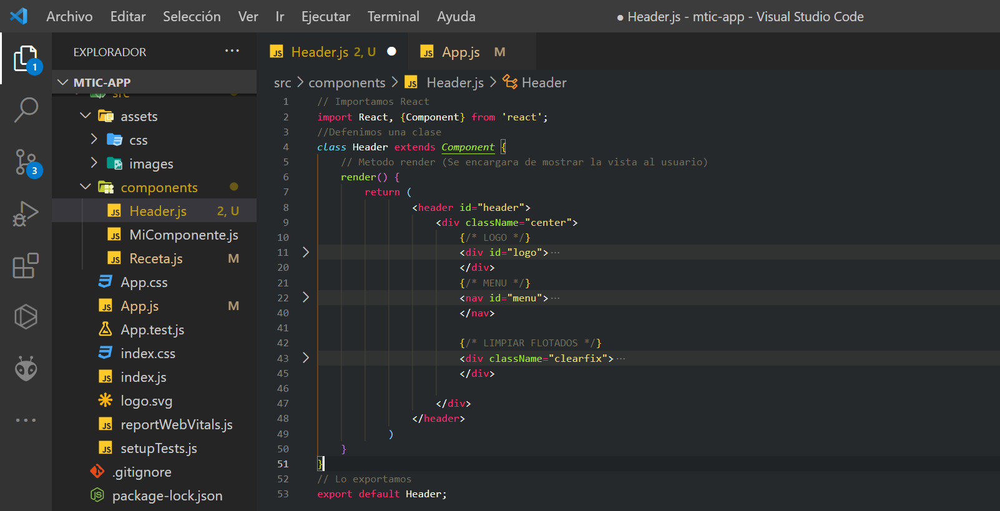 Archivo Editar Selección Ver Ir Ejecutar Terminal Ayuda ● Header.js - mtic-app - Visual Studio Code
EXPLORADOR ···
MTIC-APP
src
assets
css
images
components
Header.js 2, U
MiComponente.js
Receta.js M
App.css
App.js M
App.test.js
index.css
index.js
logo.svg
reportWebVitals.js
setupTests.js
.gitignore
package-lock.json
1
3
JS Header.js 2, U ● JS App.js M
src > components > JS Header.js > Header
1 // Importamos React
2 import React, {Component} from 'react';
3 //Defenimos una clase
4 class Header extends Component {
5 // Metodo render (Se encargara de mostrar la vista al usuario)
6 render() {
7 return (
8 <header id="header">
9 <div className="center">
10 {/* LOGO */}
11 <div id="logo">···
20 </div>
21 {/* MENU */}
22 <nav id="menu">···
40 </nav>
41
42 {/* LIMPIAR FLOTADOS */}
43 <div className="clearfix">···
45 </div>
46
47 </div>
48 </header>
49 )
50 }
51 }
52 // Lo exportamos
53 export default Header;